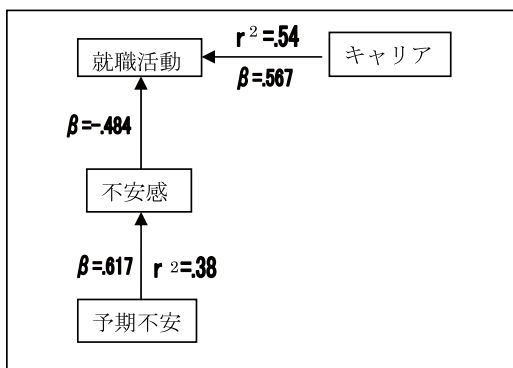 r²=.54
就職活動
キャリア
β=.567
β=-.484
不安感
β=.617 r²=.38
予期不安